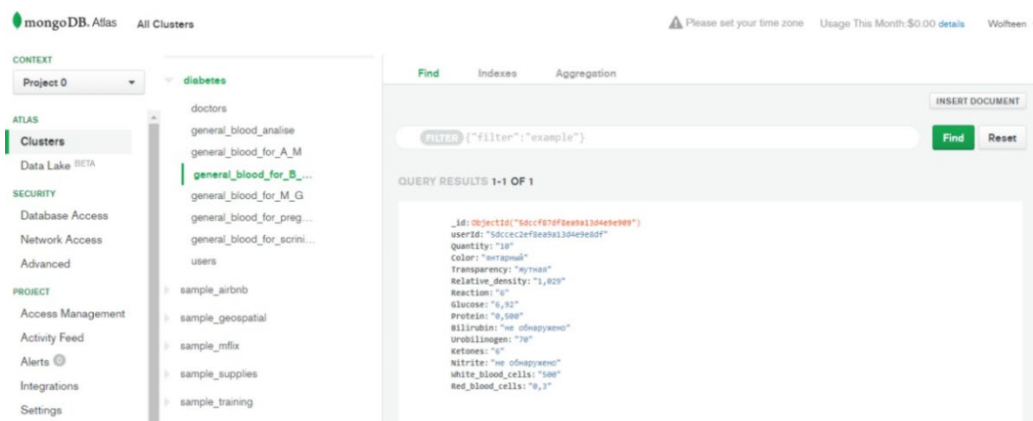 mongoDB. Atlas All Clusters
Please set your time zone Usage This Month:$0.00 details Wolfteen
CONTEXT
Project 0
ATLAS
Clusters
Data Lake BETA
SECURITY
Database Access
Network Access
Advanced
PROJECT
Access Management
Activity Feed
Alerts 0
Integrations
Settings
diabetes
doctors
general_blood_analise
general_blood_for_A_M
general_blood_for_B_...
general_blood_for_M_G
general_blood_for_preg...
general_blood_for_scrini...
users
sample_airbnb
sample_geospatial
sample_mflix
sample_supplies
sample_training
Find Indexes Aggregation
INSERT DOCUMENT
FILTER {"filter":"example"}
Find Reset
QUERY RESULTS 1-1 OF 1
_id:
userId:
Quantity: "10"
Color: "янтарный"
Transparency: "мутная"
Relative_density: "1,029"
Reaction: "6"
Glucose: "6,92"
Protein: "0,500"
Bilirubin: "не обнаружено"
Urobilinogen: "70"
Ketones: "6"
Nitrite: "не обнаружено"
White_blood_cells: "500"
Red_blood_cells: "0,3"